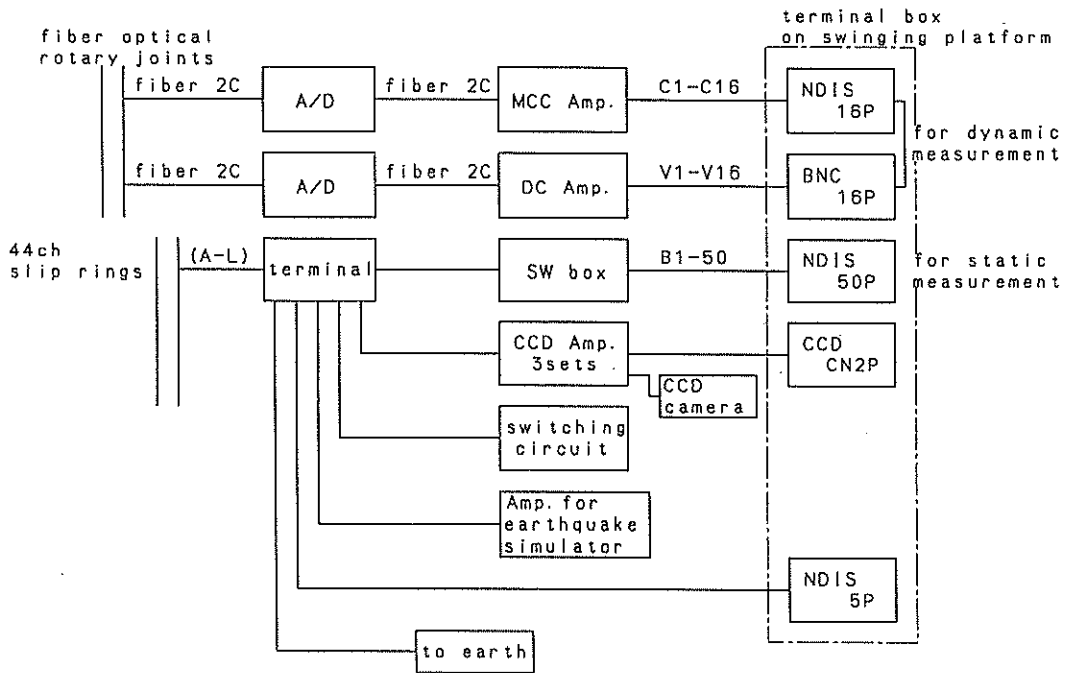 terminal box
on swinging platform
fiber optical
rotary joints
fiber 2C
A/D
fiber 2C
MCC Amp.
C1-C16
NDIS
16P
for dynamic
measurement
fiber 2C
A/D
fiber 2C
DC Amp.
V1-V16
BNC
16P
44ch
slip rings
(A-L)
terminal
SW box
B1-50
NDIS
50P
for static
measurement
CCD Amp.
3sets
CCD
CN2P
CCD
camera
switching
circuit
Amp. for
earthquake
simulator
NDIS
5P
to earth